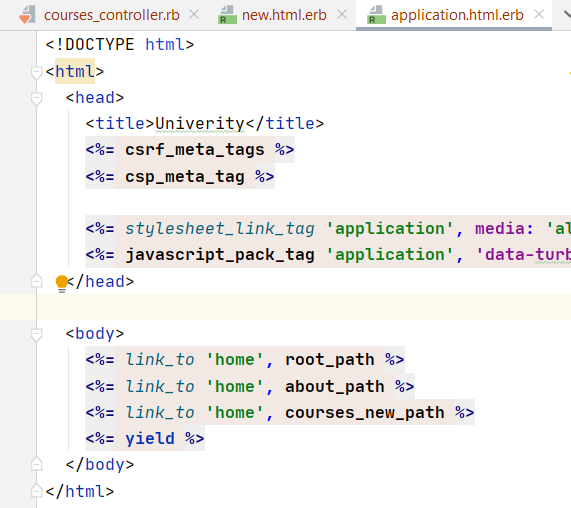 courses_controller.rb new.html.erb application.html.erb
<!DOCTYPE html>
<html>
<head>
<title>Univerity</title>
<%= csrf_meta_tags %>
<%= csp_meta_tag %>
<%= stylesheet_link_tag 'application', media: 'al
<%= javascript_pack_tag 'application', 'data-turb
</head>
<body>
<%= link_to 'home', root_path %>
<%= link_to 'home', about_path %>
<%= link_to 'home', courses_new_path %>
<%= yield %>
</body>
</html>